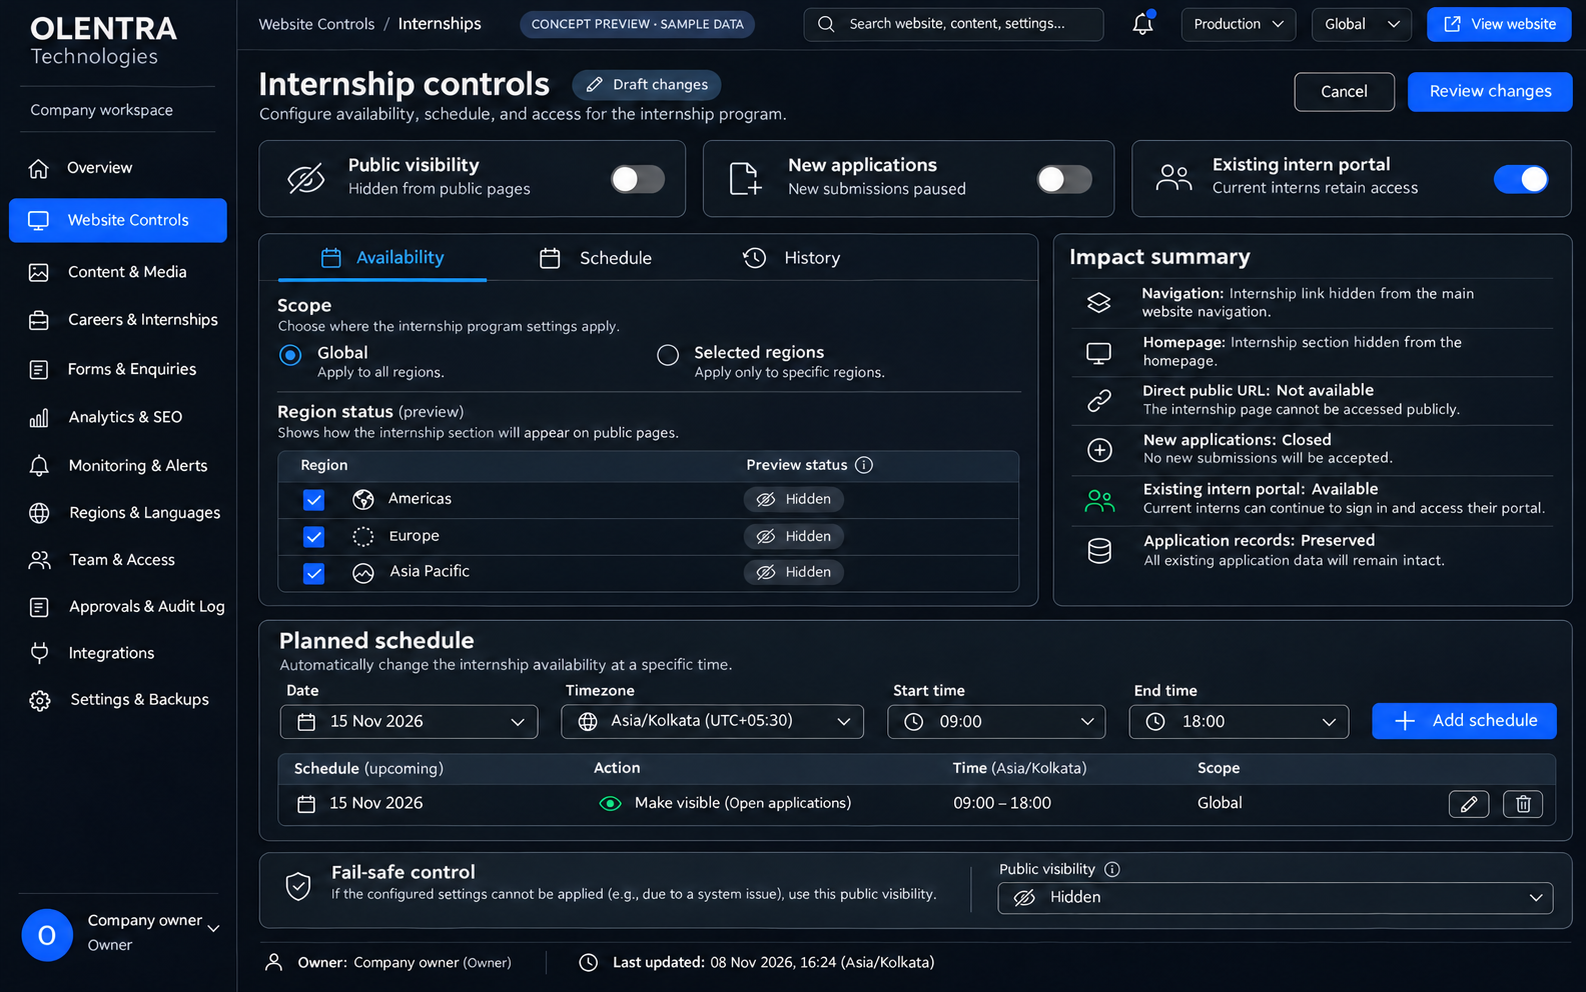 OLENTRA
Technologies
Company workspace
Overview
Website Controls
Content & Media
Careers & Internships
Forms & Enquiries
Analytics & SEO
Monitoring & Alerts
Regions & Languages
Team & Access
Approvals & Audit Log
Integrations
Settings & Backups
O
Company owner
Owner
Website Controls / Internships
CONCEPT PREVIEW · SAMPLE DATA
Search website, content, settings...
Production
Global
View website
Internship controls
Draft changes
Configure availability, schedule, and access for the internship program.
Cancel
Review changes
Public visibility
Hidden from public pages
New applications
New submissions paused
Existing intern portal
Current interns retain access
Availability
Schedule
History
Scope
Choose where the internship program settings apply.
Global
Apply to all regions.
Selected regions
Apply only to specific regions.
Region status (preview)
Shows how the internship section will appear on public pages.
Region
Preview status
Americas
Hidden
Europe
Hidden
Asia Pacific
Hidden
Impact summary
Navigation: Internship link hidden from the main
website navigation.
Homepage: Internship section hidden from the
homepage.
Direct public URL: Not available
The internship page cannot be accessed publicly.
New applications: Closed
No new submissions will be accepted.
Existing intern portal: Available
Current interns can continue to sign in and access their portal.
Application records: Preserved
All existing application data will remain intact.
Planned schedule
Automatically change the internship availability at a specific time.
Date
15 Nov 2026
Timezone
Asia/Kolkata (UTC+05:30)
Start time
09:00
End time
18:00
Add schedule
Schedule (upcoming)
Action
Time (Asia/Kolkata)
Scope
15 Nov 2026
Make visible (Open applications)
09:00 – 18:00
Global
Fail-safe control
If the configured settings cannot be applied (e.g., due to a system issue), use this public visibility.
Public visibility
Hidden
Owner: Company owner (Owner)
Last updated: 08 Nov 2026, 16:24 (Asia/Kolkata)